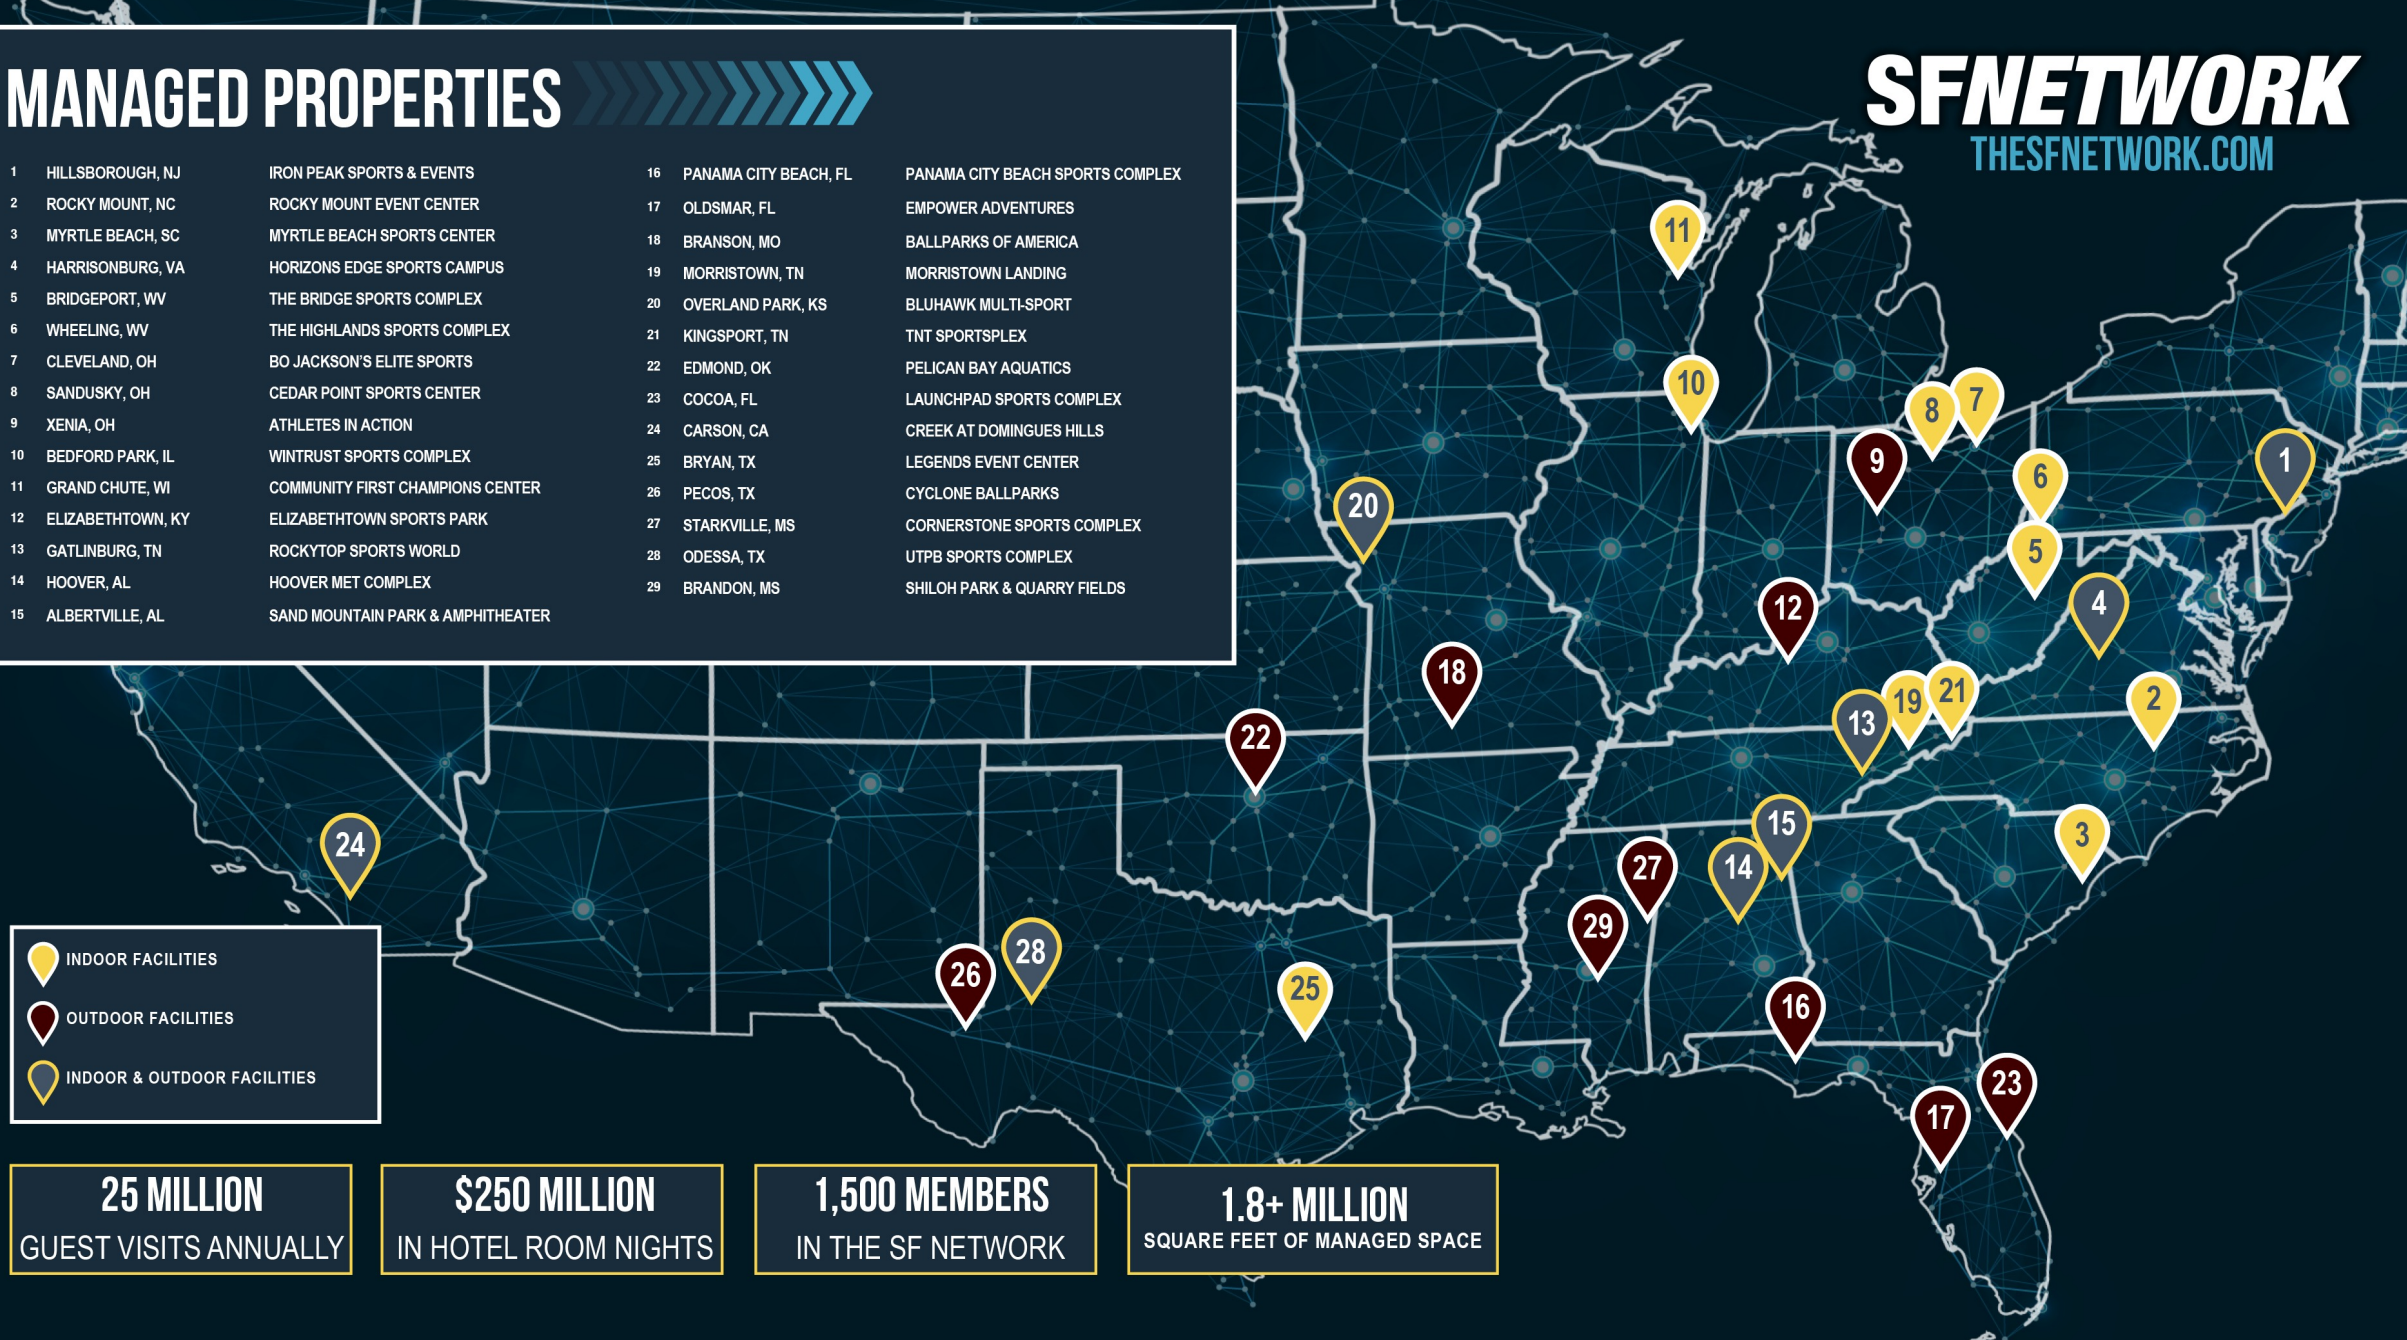 MANAGED PROPERTIES
SFNETWORK
THESFNETWORK.COM
1 HILLSBOROUGH, NJ IRON PEAK SPORTS & EVENTS
2 ROCKY MOUNT, NC ROCKY MOUNT EVENT CENTER
3 MYRTLE BEACH, SC MYRTLE BEACH SPORTS CENTER
4 HARRISONBURG, VA HORIZONS EDGE SPORTS CAMPUS
5 BRIDGEPORT, WV THE BRIDGE SPORTS COMPLEX
6 WHEELING, WV THE HIGHLANDS SPORTS COMPLEX
7 CLEVELAND, OH BO JACKSON'S ELITE SPORTS
8 SANDUSKY, OH CEDAR POINT SPORTS CENTER
9 XENIA, OH ATHLETES IN ACTION
10 BEDFORD PARK, IL WINTRUST SPORTS COMPLEX
11 GRAND CHUTE, WI COMMUNITY FIRST CHAMPIONS CENTER
12 ELIZABETHTOWN, KY ELIZABETHTOWN SPORTS PARK
13 GATLINBURG, TN ROCKYTOP SPORTS WORLD
14 HOOVER, AL HOOVER MET COMPLEX
15 ALBERTVILLE, AL SAND MOUNTAIN PARK & AMPHITHEATER
16 PANAMA CITY BEACH, FL PANAMA CITY BEACH SPORTS COMPLEX
17 OLDSMAR, FL EMPOWER ADVENTURES
18 BRANSON, MO BALLPARKS OF AMERICA
19 MORRISTOWN, TN MORRISTOWN LANDING
20 OVERLAND PARK, KS BLUHAWK MULTI-SPORT
21 KINGSPORT, TN TNT SPORTSPLEX
22 EDMOND, OK PELICAN BAY AQUATICS
23 COCOA, FL LAUNCHPAD SPORTS COMPLEX
24 CARSON, CA CREEK AT DOMINGUES HILLS
25 BRYAN, TX LEGENDS EVENT CENTER
26 PECOS, TX CYCLONE BALLPARKS
27 STARKVILLE, MS CORNERSTONE SPORTS COMPLEX
28 ODESSA, TX UTPB SPORTS COMPLEX
29 BRANDON, MS SHILOH PARK & QUARRY FIELDS
11
10
7
8
9
1
6
20
5
4
12
18
21
2
19
13
22
15
3
24
27
14
29
28
26
25
16
23
17
INDOOR FACILITIES
OUTDOOR FACILITIES
INDOOR & OUTDOOR FACILITIES
25 MILLION
GUEST VISITS ANNUALLY
$250 MILLION
IN HOTEL ROOM NIGHTS
1,500 MEMBERS
IN THE SF NETWORK
1.8+ MILLION
SQUARE FEET OF MANAGED SPACE